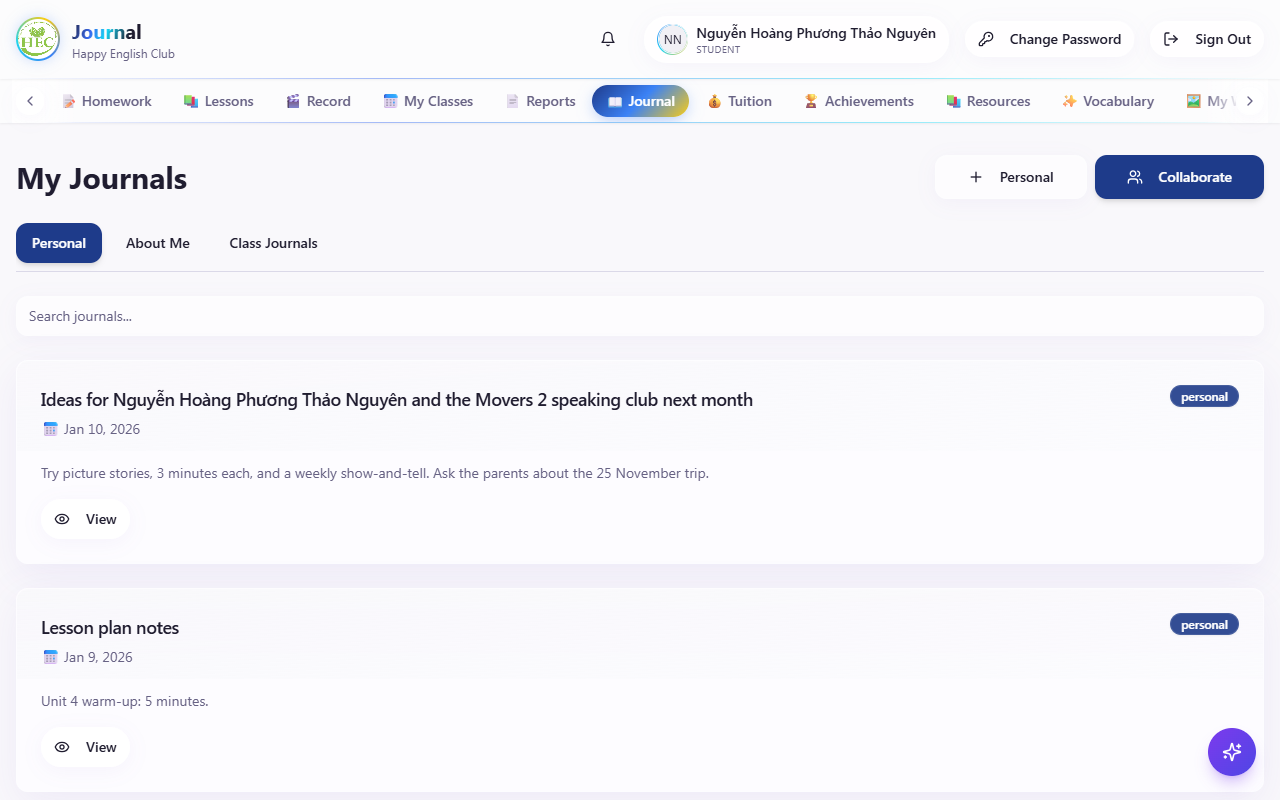 HEC
Journal
Happy English Club
NN
Nguyễn Hoàng Phương Thảo Nguyên
STUDENT
Change Password
Sign Out
Homework
Lessons
Record
My Classes
Reports
Journal
Tuition
Achievements
Resources
Vocabulary
My
My Journals
Personal
Collaborate
Personal
About Me
Class Journals
Search journals...
Ideas for Nguyễn Hoàng Phương Thảo Nguyên and the Movers 2 speaking club next month
personal
Jan 10, 2026
Try picture stories, 3 minutes each, and a weekly show-and-tell. Ask the parents about the 25 November trip.
View
Lesson plan notes
personal
Jan 9, 2026
Unit 4 warm-up: 5 minutes.
View